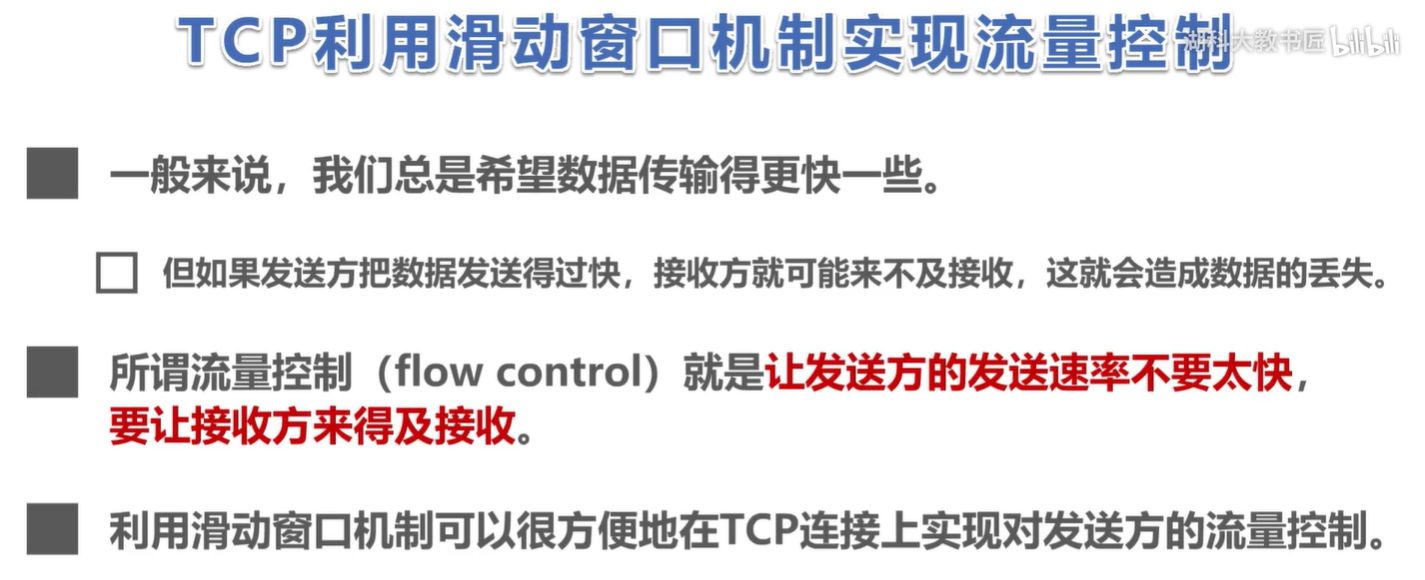 TCP利用滑动窗口机制实现流量控制
湖科大教书匠 bilibili
一般来说，我们总是希望数据传输得更快一些。
但如果发送方把数据发送得过快，接收方就可能来不及接收，这就会造成数据的丢失。
所谓流量控制（flow control）就是让发送方的发送速率不要太快，
要让接收方来得及接收。
利用滑动窗口机制可以很方便地在TCP连接上实现对发送方的流量控制。